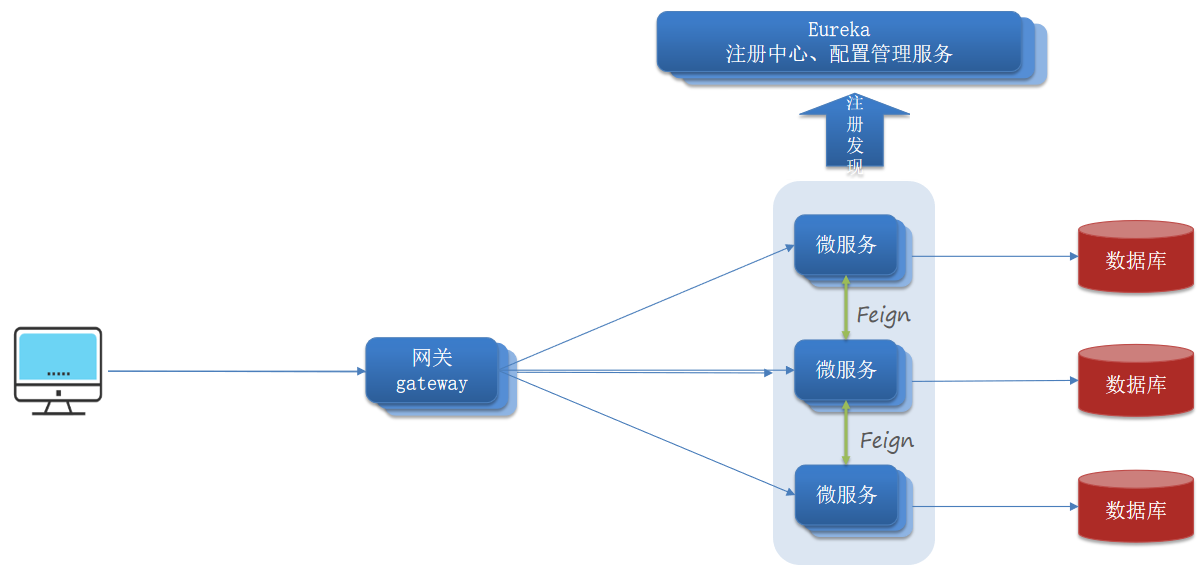 Eureka
注册中心、配置管理服务
注
册
发
现
微服务
数据库
Feign
网关
gateway
微服务
数据库
Feign
微服务
数据库